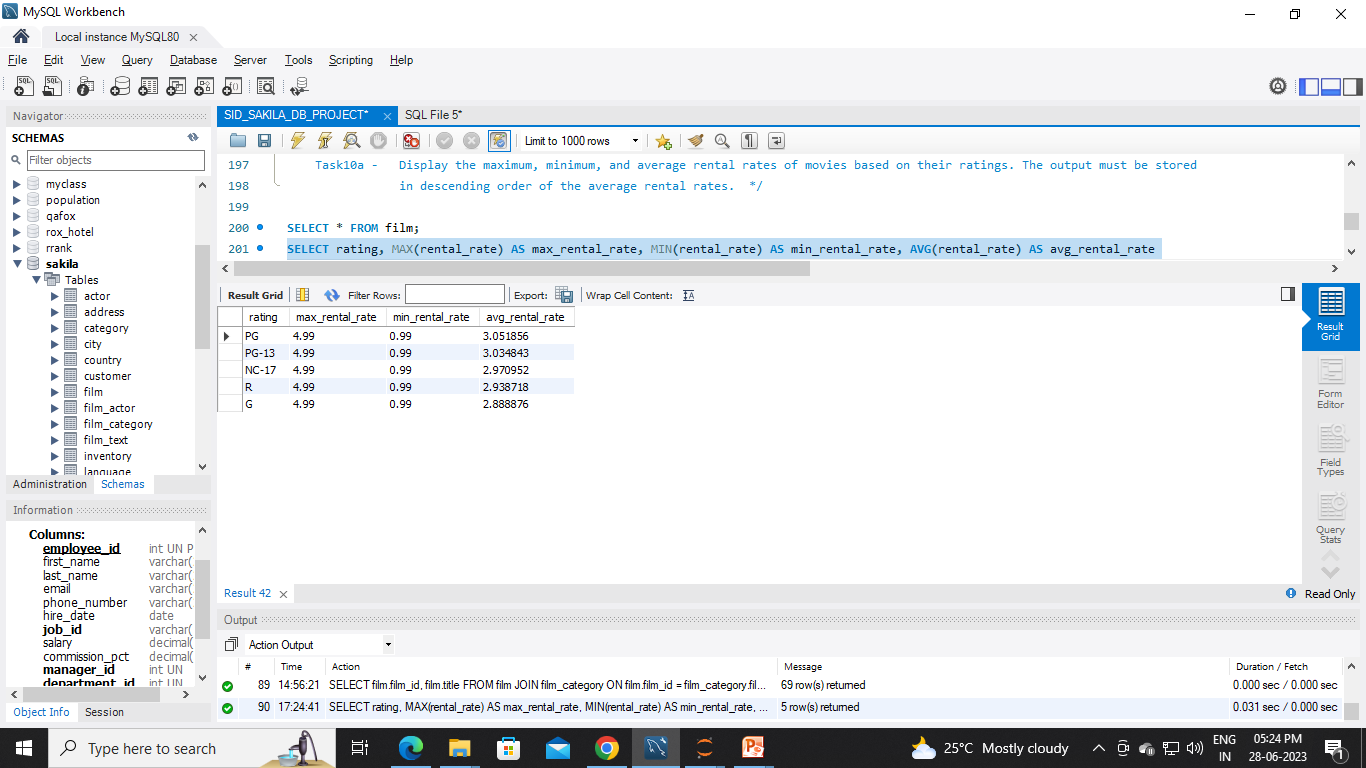 MySQL Workbench
Local instance MySQL80
File Edit View Query Database Server Tools Scripting Help
Navigator
SCHEMAS
Filter objects
myclass
population
qafox
rox_hotel
rrank
sakila
Tables
actor
address
category
city
country
customer
film
film_actor
film_category
film_text
inventory
language
Administration Schemas
Information
Columns:
employee_id int UN P
first_name varchar(
last_name varchar(
email varchar(
phone_number varchar(
hire_date date
job_id varchar(
salary decimal(
commission_pct decimal(
manager_id int UN
department_id int UN
Object Info Session
SID_SAKILA_DB_PROJECT* SQL File 5*
Limit to 1000 rows
197 Task10a - Display the maximum, minimum, and average rental rates of movies based on their ratings. The output must be stored
198 in descending order of the average rental rates. */
199
200 SELECT * FROM film;
201 SELECT rating, MAX(rental_rate) AS max_rental_rate, MIN(rental_rate) AS min_rental_rate, AVG(rental_rate) AS avg_rental_rate
Result Grid Filter Rows: Export: Wrap Cell Content:
rating max_rental_rate min_rental_rate avg_rental_rate
PG 4.99 0.99 3.051856
PG-13 4.99 0.99 3.034843
NC-17 4.99 0.99 2.970952
R 4.99 0.99 2.938718
G 4.99 0.99 2.888876
Result
Grid
Form
Editor
Field
Types
Query
Stats
Result 42
Read Only
Output
Action Output
# Time Action Message Duration / Fetch
89 14:56:21 SELECT film.film_id, film.title FROM film JOIN film_category ON film.film_id = film_category.fil... 69 row(s) returned 0.000 sec / 0.000 sec
90 17:24:41 SELECT rating, MAX(rental_rate) AS max_rental_rate, MIN(rental_rate) AS min_rental_rate, ... 5 row(s) returned 0.031 sec / 0.000 sec
Type here to search
25°C Mostly cloudy
ENG
IN
05:24 PM
28-06-2023
1